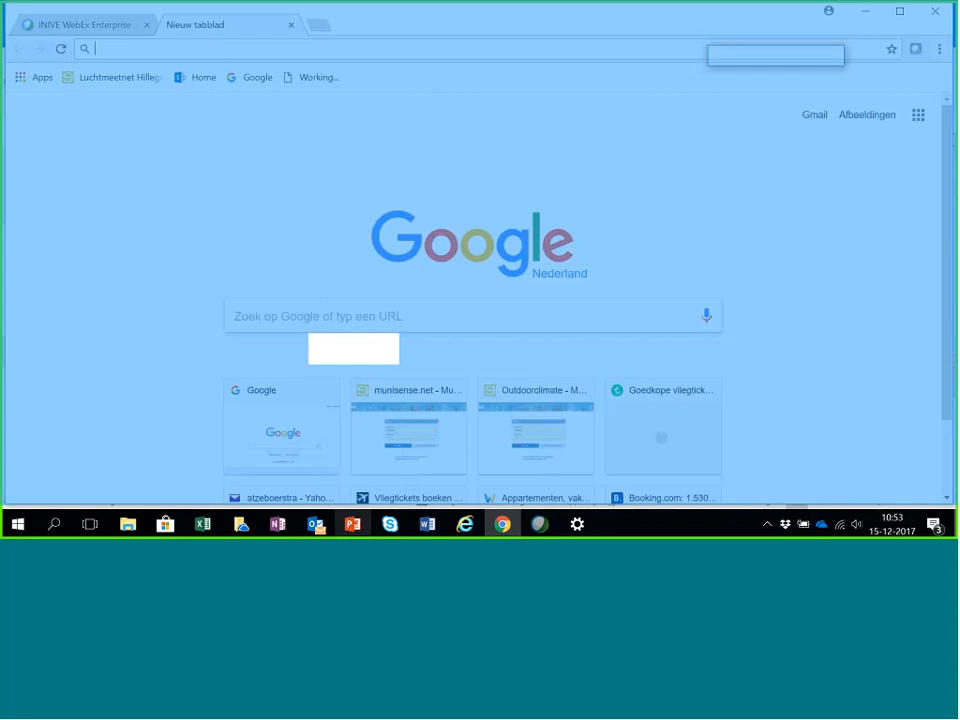 INIVE WebEx Enterprise
Nieuw tabblad
Apps
Luchtmeetnet Hilleg
Home
Google
Working...
Gmail
Afbeeldingen
Google
Nederland
Zoek op Google of typ een URL
Google
munisense.net - Mu...
Outdoorclimate - M...
Goedkope vliegtick...
Google
atzeboerstra - Yaho...
Vliegtickets boeken ...
Appartementen, vak...
Booking.com: 1.530...
10:53
15-12-2017
3